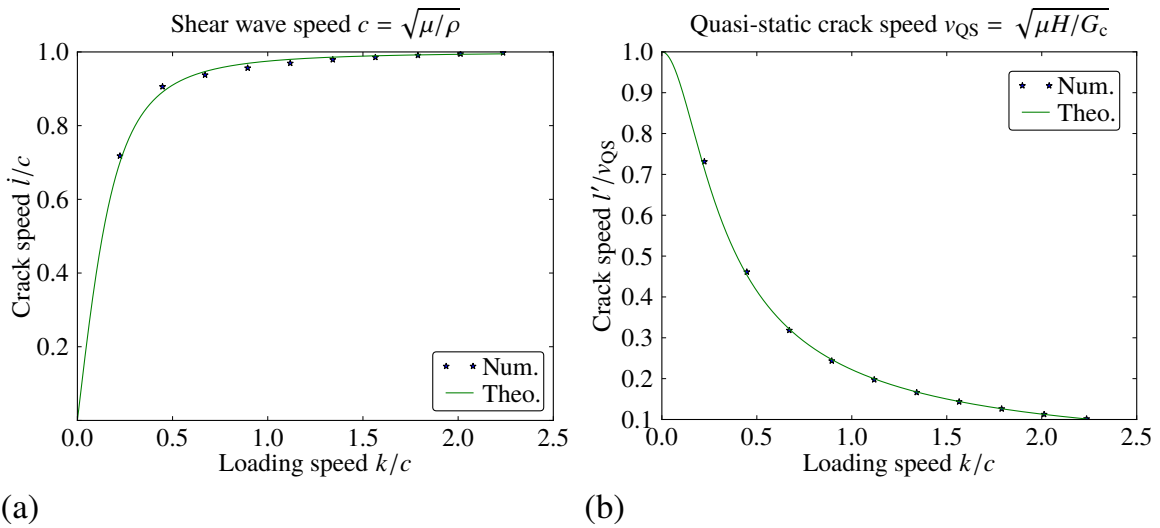 Shear wave speed c = √μ/ρ
1.0
0.8
0.6
0.4
0.2
0.0 0.5 1.0 1.5 2.0 2.5
Crack speed l̇/c
Loading speed k/c
Num.
Theo.
(a)
Quasi-static crack speed v_QS = √μH/G_c
1.0
0.9
0.8
0.7
0.6
0.5
0.4
0.3
0.2
0.1
0.0 0.5 1.0 1.5 2.0 2.5
Crack speed l′/v_QS
Loading speed k/c
Num.
Theo.
(b)